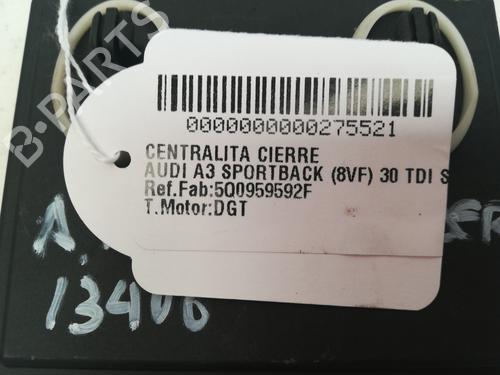 B-PARTS
0000000000275521
CENTRALITA CIERRE
AUDI A3 SPORTBACK (8VF) 30 TDI S
Ref.Fab:5Q0959592F
T.Motor:DGT
A.
13406